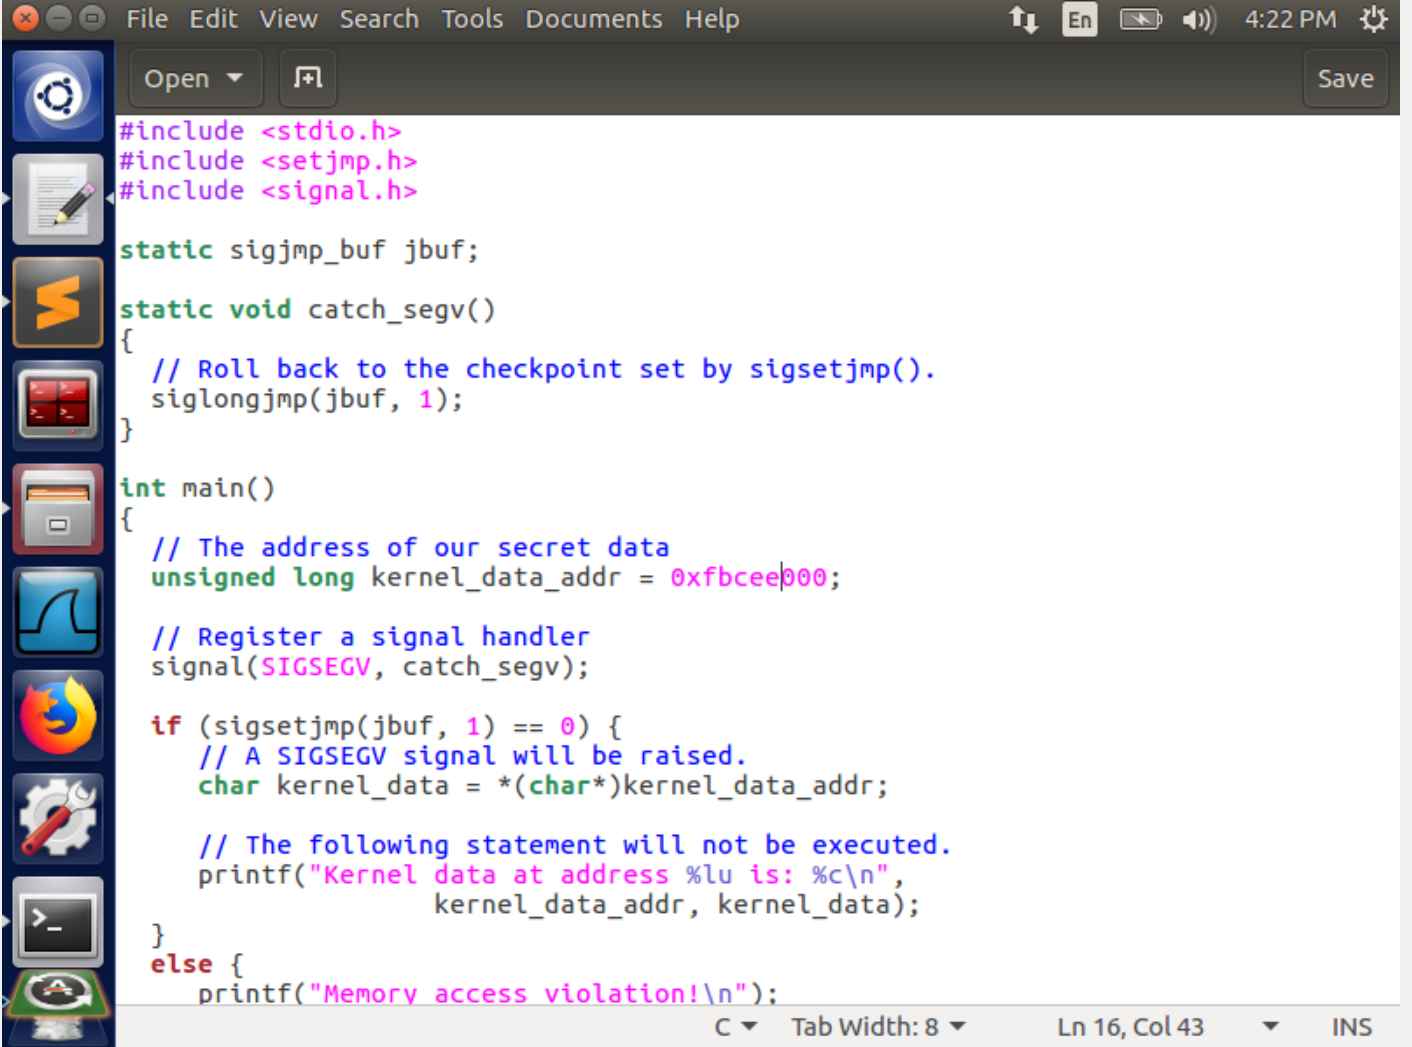 File Edit View Search Tools Documents Help En 4:22 PM
Open Save
#include <stdio.h>
#include <setjmp.h>
#include <signal.h>
static sigjmp_buf jbuf;
static void catch_segv()
{
// Roll back to the checkpoint set by sigsetjmp().
siglongjmp(jbuf, 1);
}
int main()
{
// The address of our secret data
unsigned long kernel_data_addr = 0xfbcee000;
// Register a signal handler
signal(SIGSEGV, catch_segv);
if (sigsetjmp(jbuf, 1) == 0) {
// A SIGSEGV signal will be raised.
char kernel_data = *(char*)kernel_data_addr;
// The following statement will not be executed.
printf("Kernel data at address %lu is: %c\n",
kernel_data_addr, kernel_data);
}
else {
printf("Memory access violation!\n");
C Tab Width: 8 Ln 16, Col 43 INS